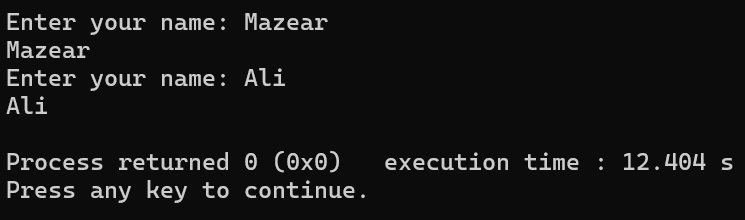 Enter your name: Mazear
Mazear
Enter your name: Ali
Ali
Process returned 0 (0x0)   execution time : 12.404 s
Press any key to continue.